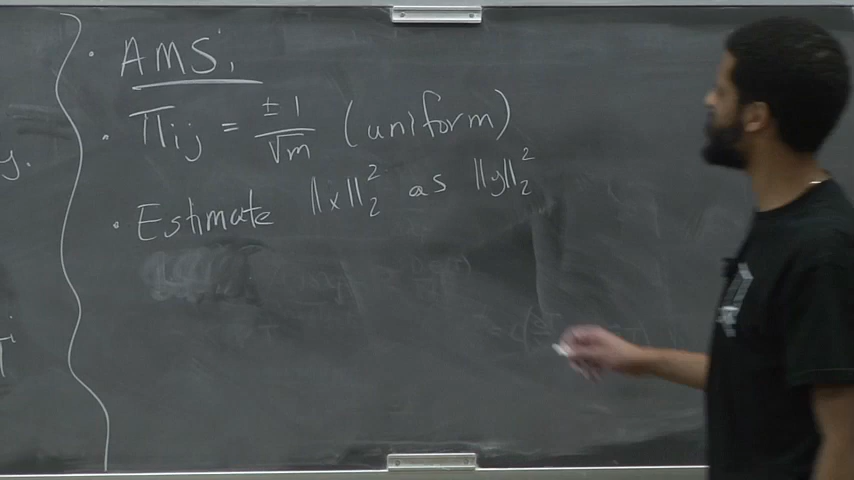 · AMS.
· Πij = ±1/√m (uniform)
y.
· Estimate ||x||₂² as ||y||₂²